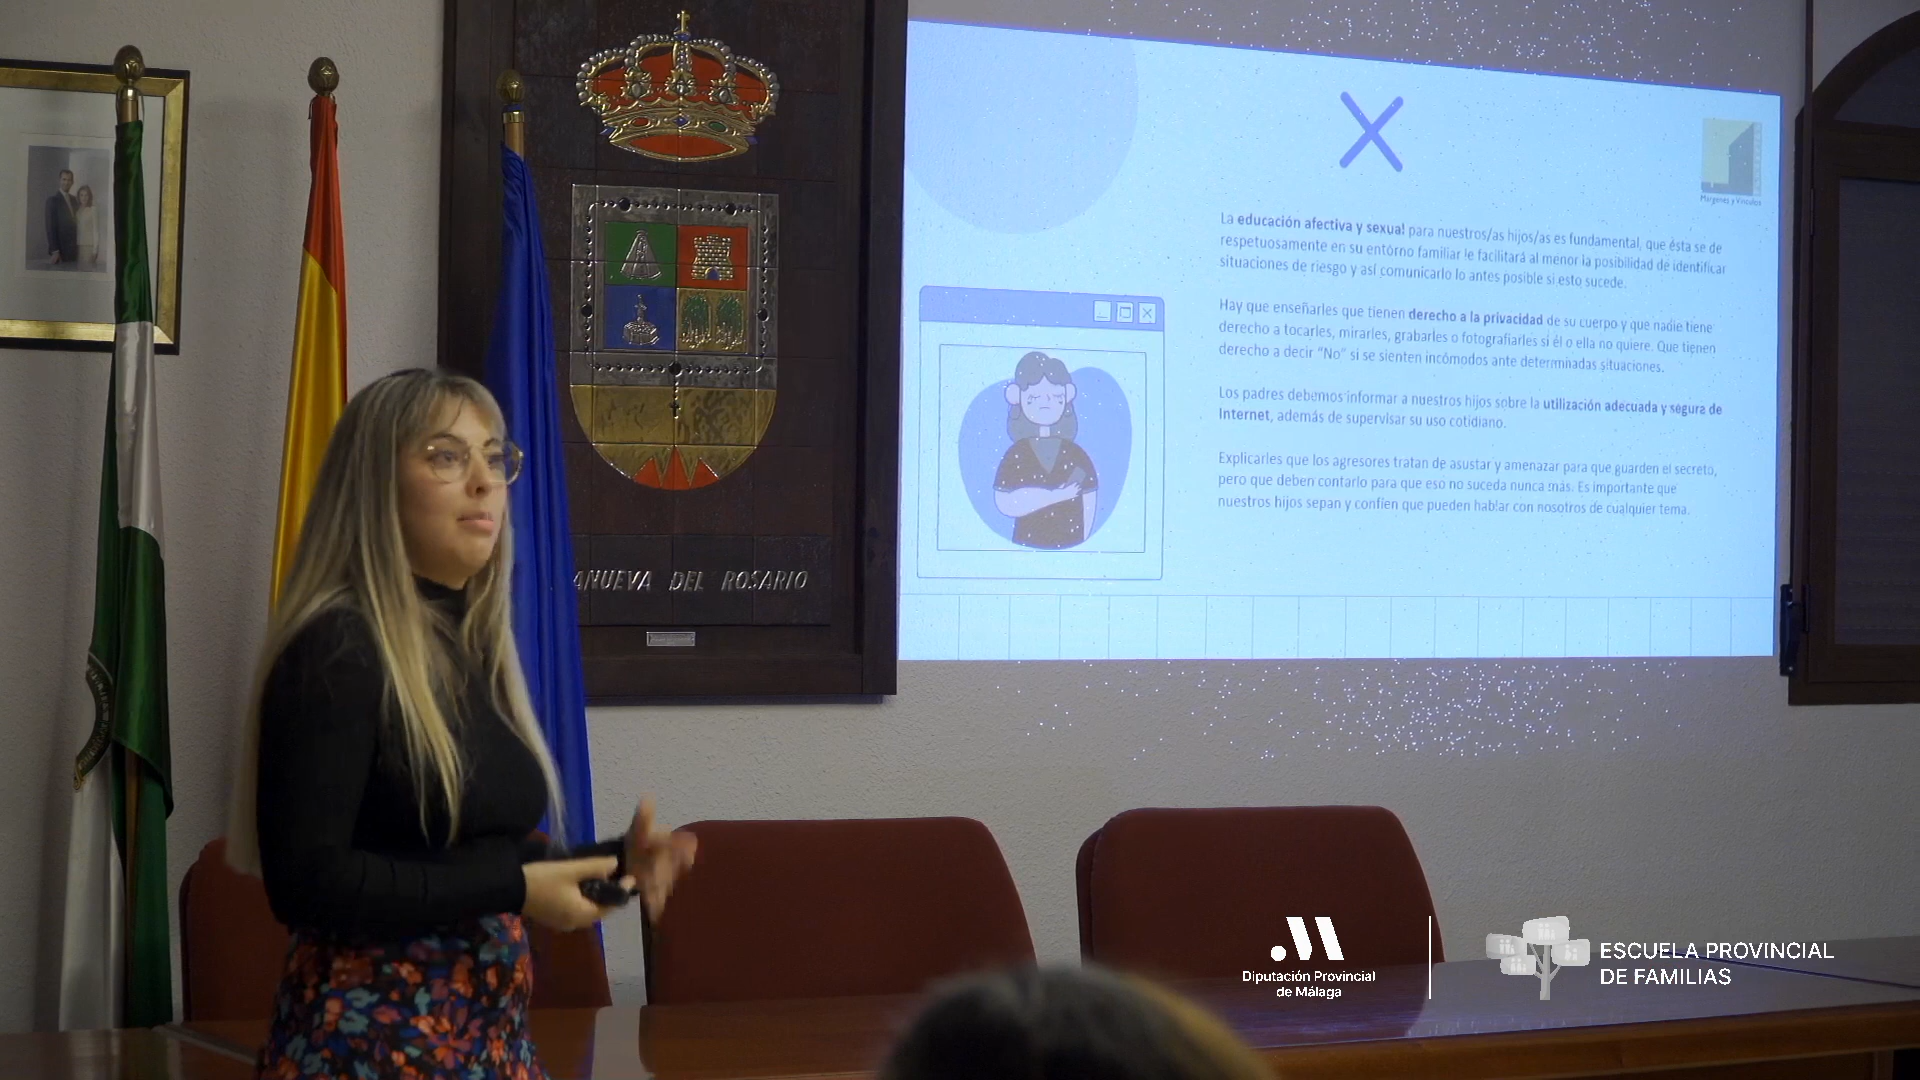 ANUEVA DEL ROSARIO
Márgenes y Vínculos
La educación afectiva y sexual para nuestros/as hijos/as es fundamental, que ésta se de
respetuosamente en su entorno familiar le facilitará al menor la posibilidad de identificar
situaciones de riesgo y así comunicarlo lo antes posible si esto sucede.
Hay que enseñarles que tienen derecho a la privacidad de su cuerpo y que nadie tiene
derecho a tocarles, mirarles, grabarles o fotografiarles si él o ella no quiere. Que tienen
derecho a decir "No" si se sienten incómodos ante determinadas situaciones.
Los padres debemos informar a nuestros hijos sobre la utilización adecuada y segura de
Internet, además de supervisar su uso cotidiano.
Explicarles que los agresores tratan de asustar y amenazar para que guarden el secreto,
pero que deben contarlo para que eso no suceda nunca más. Es importante que
nuestros hijos sepan y confíen que pueden hablar con nosotros de cualquier tema.
Diputación Provincial
de Málaga
ESCUELA PROVINCIAL
DE FAMILIAS